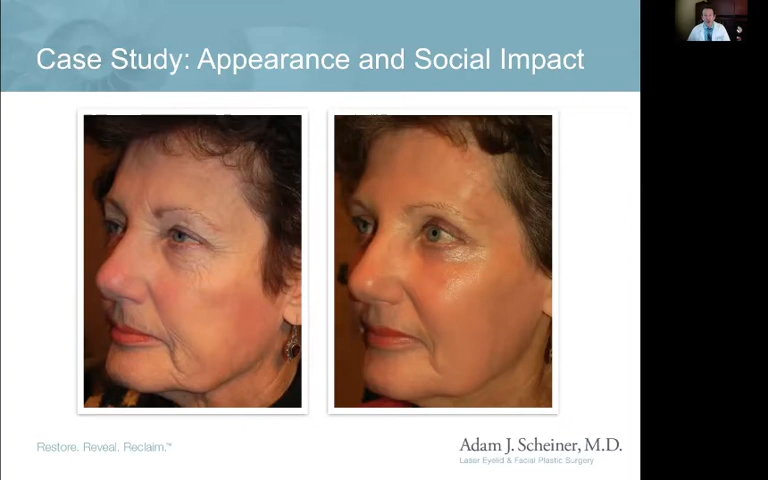 Case Study: Appearance and Social Impact
Restore. Reveal. Reclaim.™
Adam J. Scheiner, M.D.
Laser Eyelid & Facial Plastic Surgery